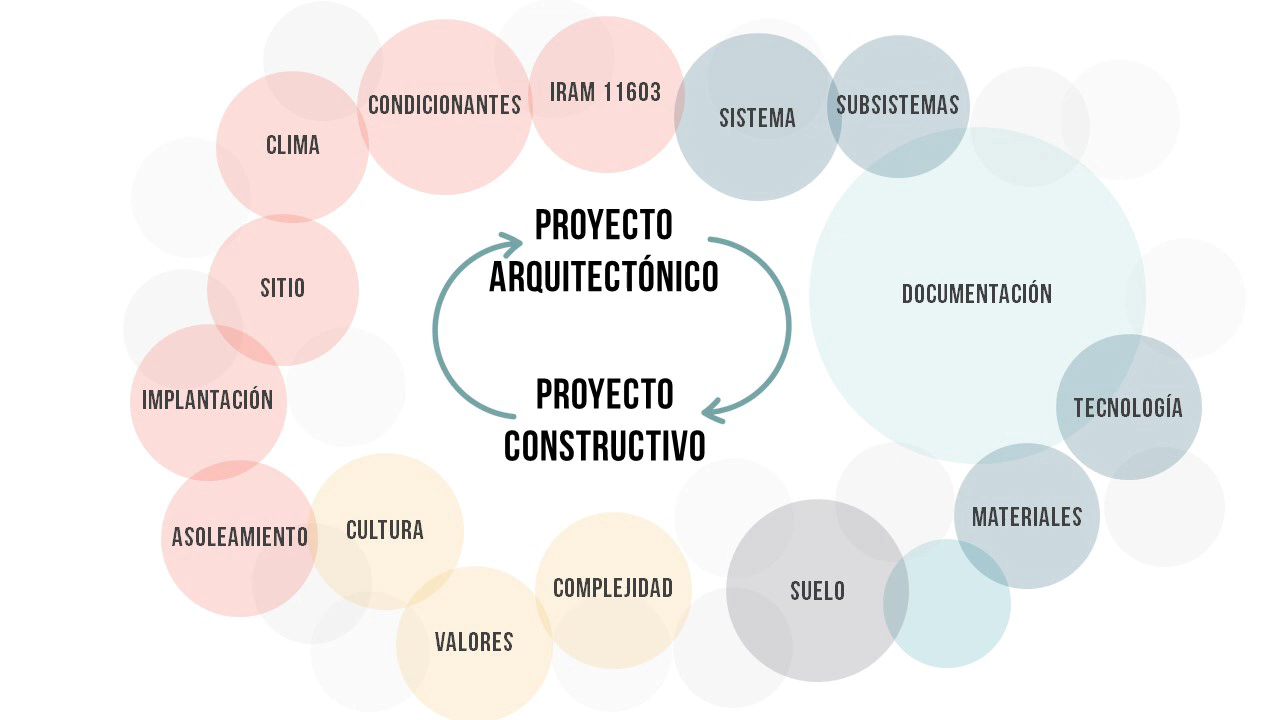 CONDICIONANTES
IRAM 11603
SISTEMA
SUBSISTEMAS
CLIMA
PROYECTO
ARQUITECTÓNICO
SITIO
DOCUMENTACIÓN
IMPLANTACIÓN
PROYECTO
CONSTRUCTIVO
TECNOLOGÍA
MATERIALES
ASOLEAMIENTO
CULTURA
COMPLEJIDAD
SUELO
VALORES